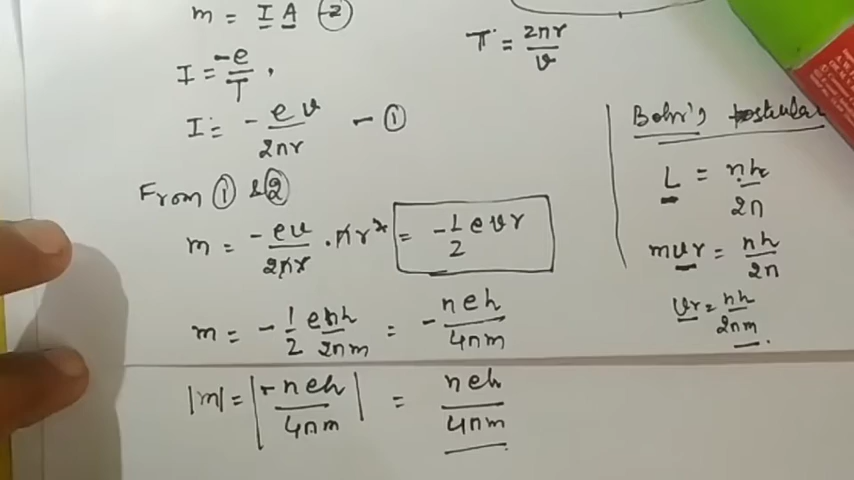 m = I A ②
I = -e/T,
T = 2πr/v
I = -ev/2πr - ①
From ① & ②
m = -ev/2πr . πr² = -1/2 evr
m = -1/2 e nh/2πm = - neh/4πm
|m| = |-neh/4πm| = neh/4πm
Bohr's postulat
L = nh/2π
mvr = nh/2π
vr = nh/2πm.